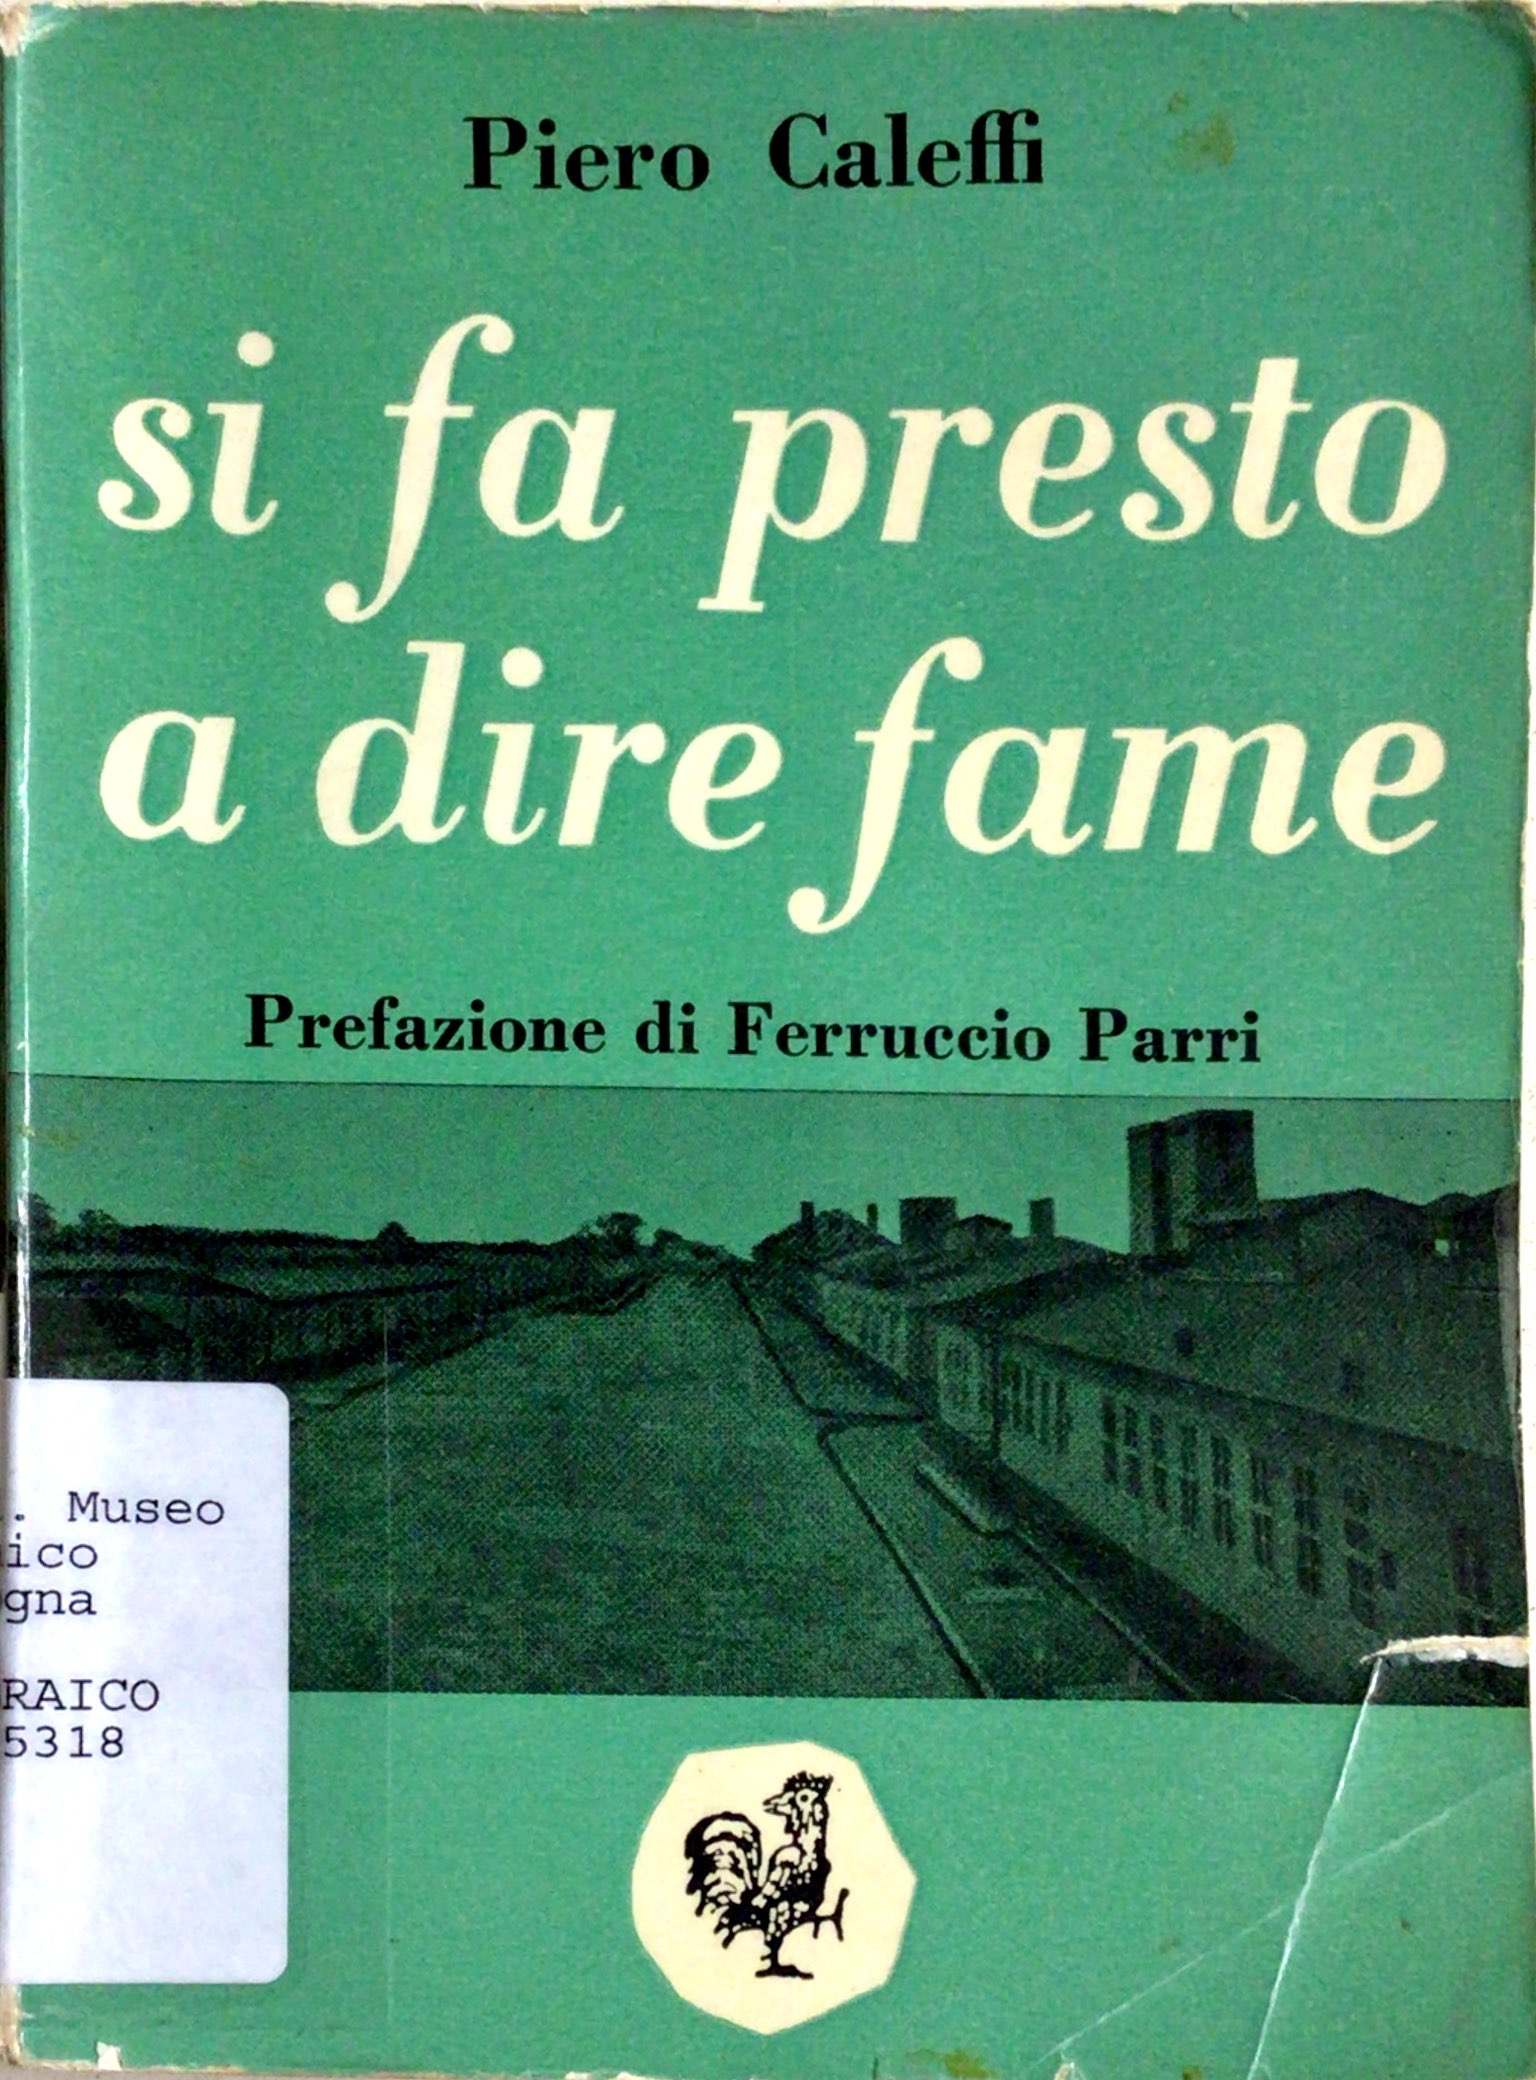 Piero Caleffi
si fa presto
a dire fame
Prefazione di Ferruccio Parri
. Museo
ico
gna
RAICO
5318